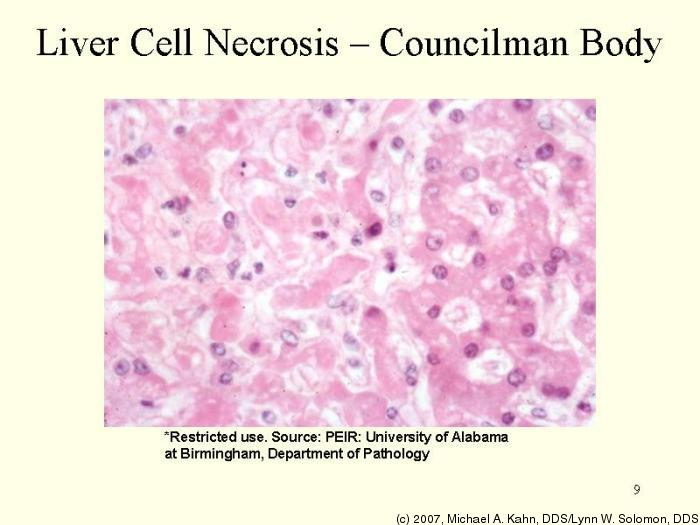 Liver Cell Necrosis – Councilman Body
*Restricted use. Source: PEIR: University of Alabama
at Birmingham, Department of Pathology
9
(c) 2007, Michael A. Kahn, DDS/Lynn W. Solomon, DDS